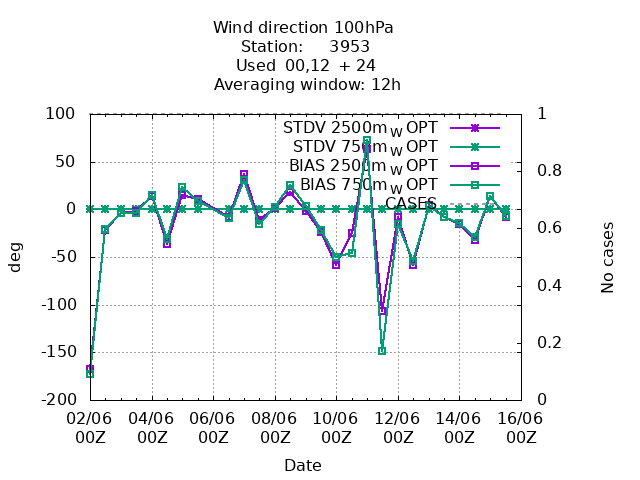 Wind direction 100hPa
Station: 3953
Used 00,12 + 24
Averaging window: 12h
STDV 2500m W OPT
STDV 750m W OPT
BIAS 2500m W OPT
BIAS 750m W OPT
CASES
100
50
0
-50
-100
-150
-200
deg
1
0.8
0.6
0.4
0.2
0
No cases
02/06 04/06 06/06 08/06 10/06 12/06 14/06 16/06
00Z 00Z 00Z 00Z 00Z 00Z 00Z 00Z
Date